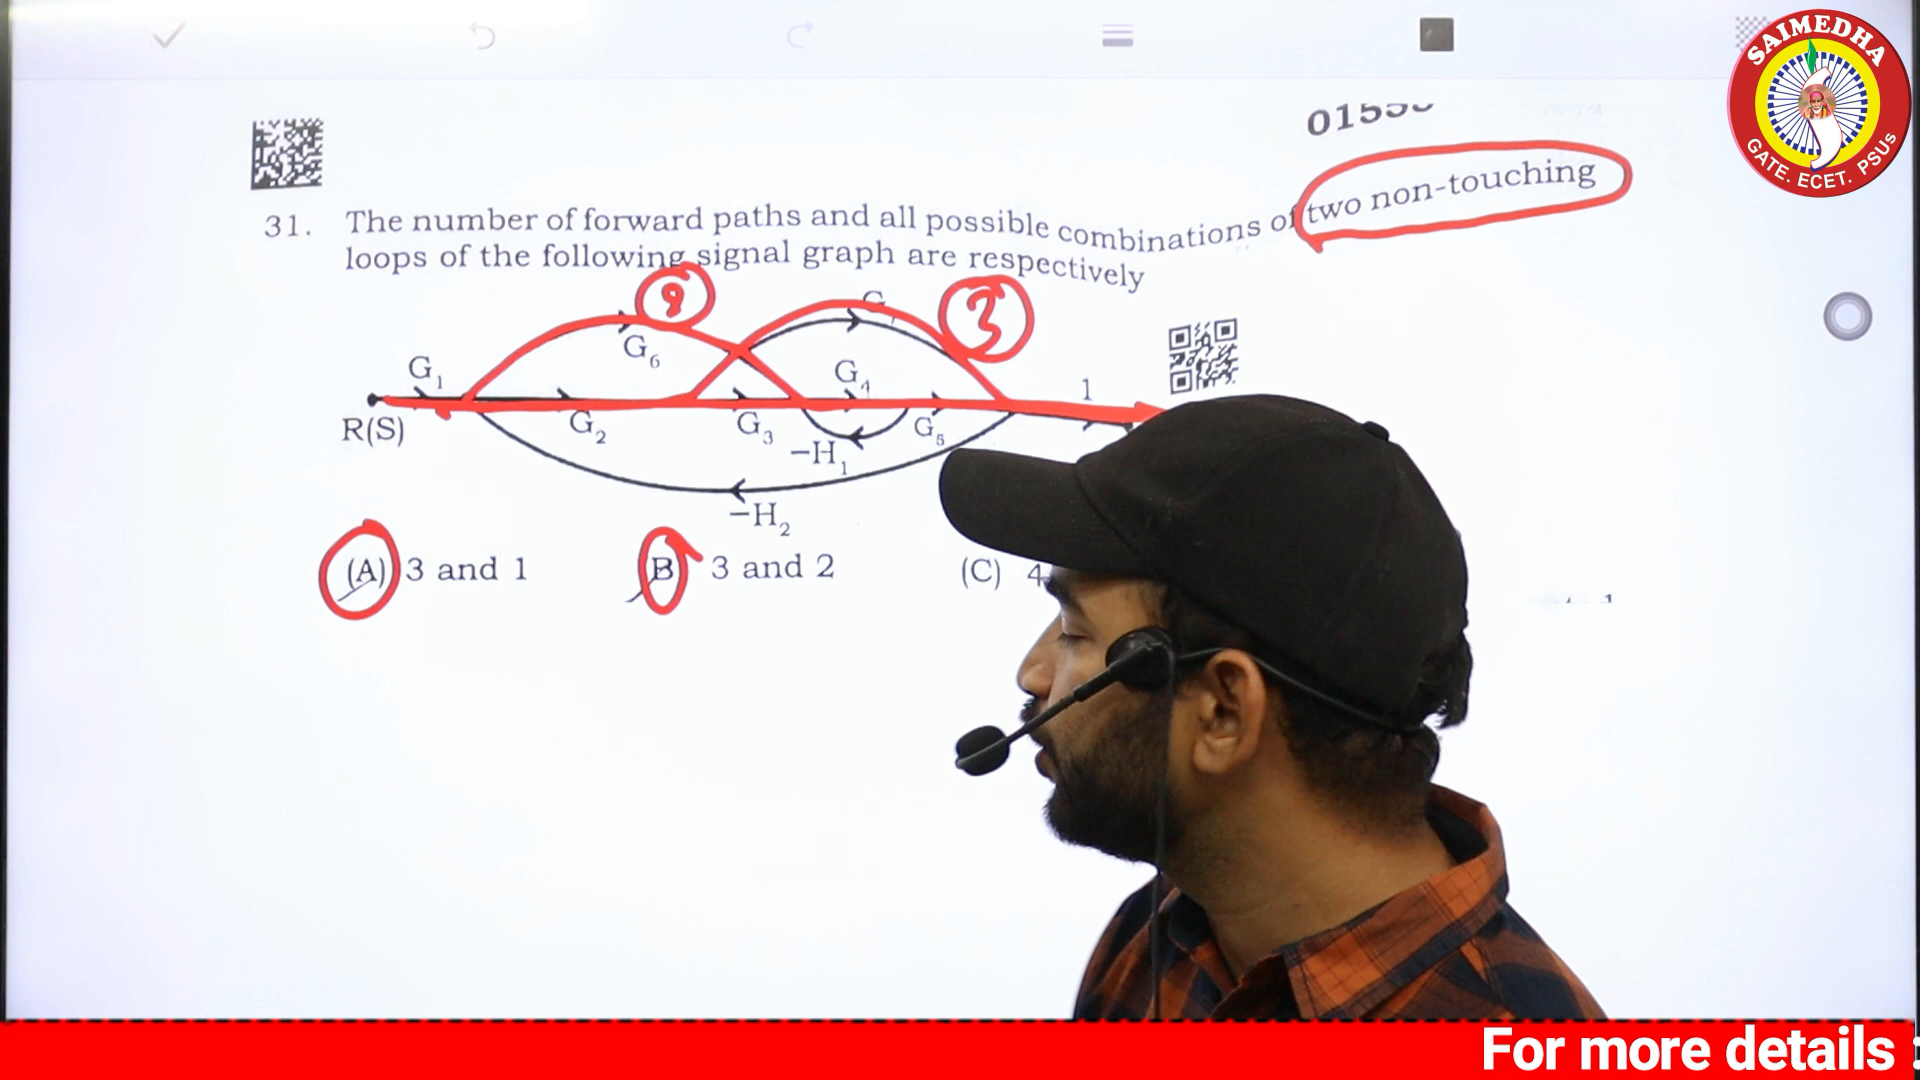 SAIMEDHA
GATE. ECET. PSUs
31. The number of forward paths and all possible combinations of two non-touching
loops of the following signal graph are respectively
3
G₆
G₁
G₄
1
R(S)
G₂
G₃
G₅
−H₁
−H₂
(A) 3 and 1
B 3 and 2
(C) 4
For more details :